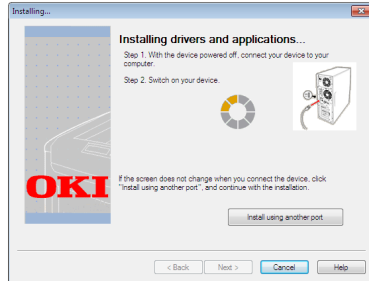 Installing...
Installing drivers and applications...
Step 1. With the device powered off, connect your device to your
computer.
Step 2. Switch on your device.
OKI
If the screen does not change when you connect the device, click
"Install using another port", and continue with the installation.
Install using another port
< Back
Next >
Cancel
Help